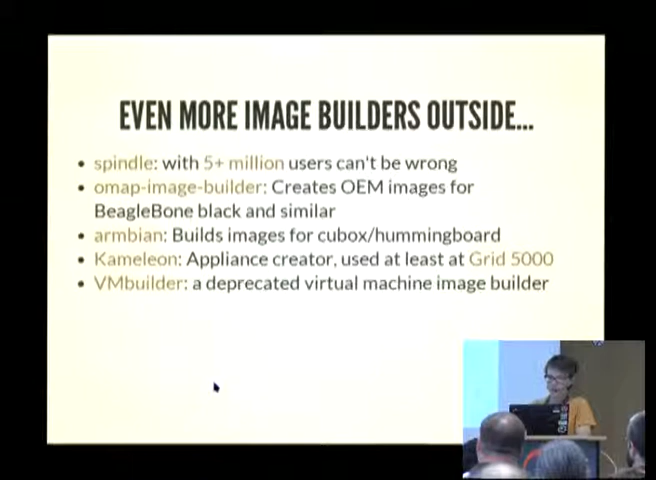 EVEN MORE IMAGE BUILDERS OUTSIDE...
• spindle: with 5+ million users can't be wrong
• omap-image-builder: Creates OEM images for
BeagleBone black and similar
• armbian: Builds images for cubox/hummingboard
• Kameleon: Appliance creator, used at least at Grid 5000
• VMbuilder: a deprecated virtual machine image builder